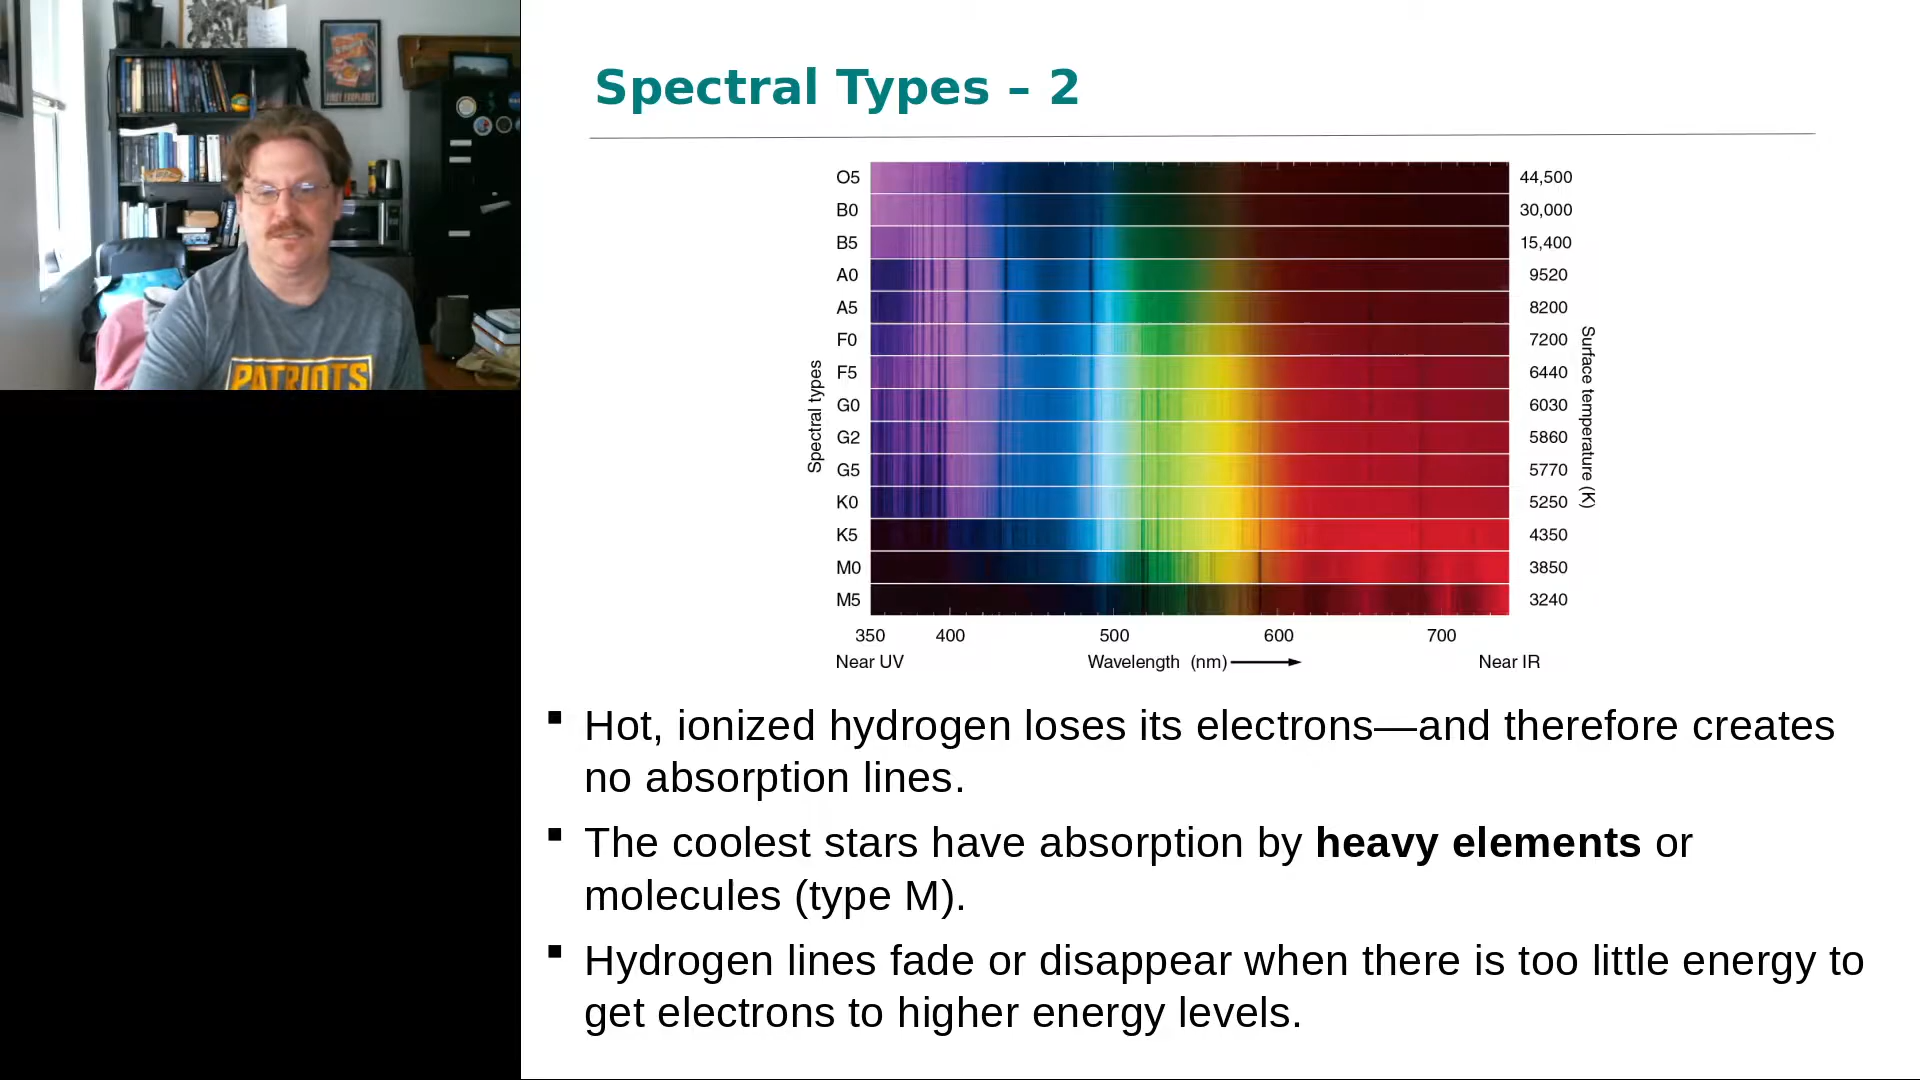 Spectral Types – 2
O5 44,500
B0 30,000
B5 15,400
A0 9520
A5 8200
F0 7200
F5 6440
G0 6030
G2 5860
G5 5770
K0 5250
K5 4350
M0 3850
M5 3240
Spectral types
Surface temperature (K)
350 400 500 600 700
Near UV Wavelength (nm) Near IR
Hot, ionized hydrogen loses its electrons—and therefore creates
no absorption lines.
The coolest stars have absorption by heavy elements or
molecules (type M).
Hydrogen lines fade or disappear when there is too little energy to
get electrons to higher energy levels.
PATRIOTS